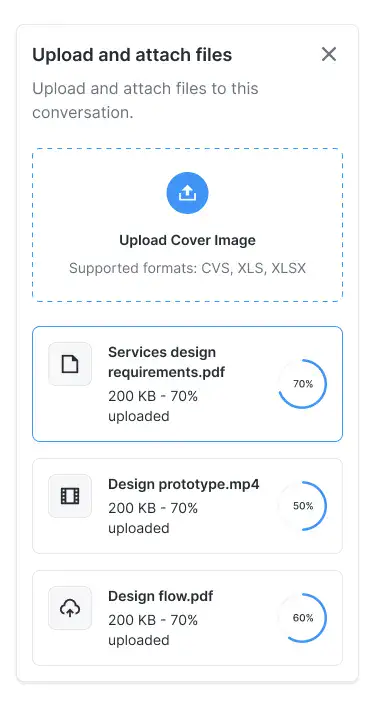 Upload and attach files
Upload and attach files to this
conversation.
Upload Cover Image
Supported formats: CVS, XLS, XLSX
Services design
requirements.pdf
200 KB - 70%
uploaded
70%
Design prototype.mp4
200 KB - 70%
uploaded
50%
Design flow.pdf
200 KB - 70%
uploaded
60%